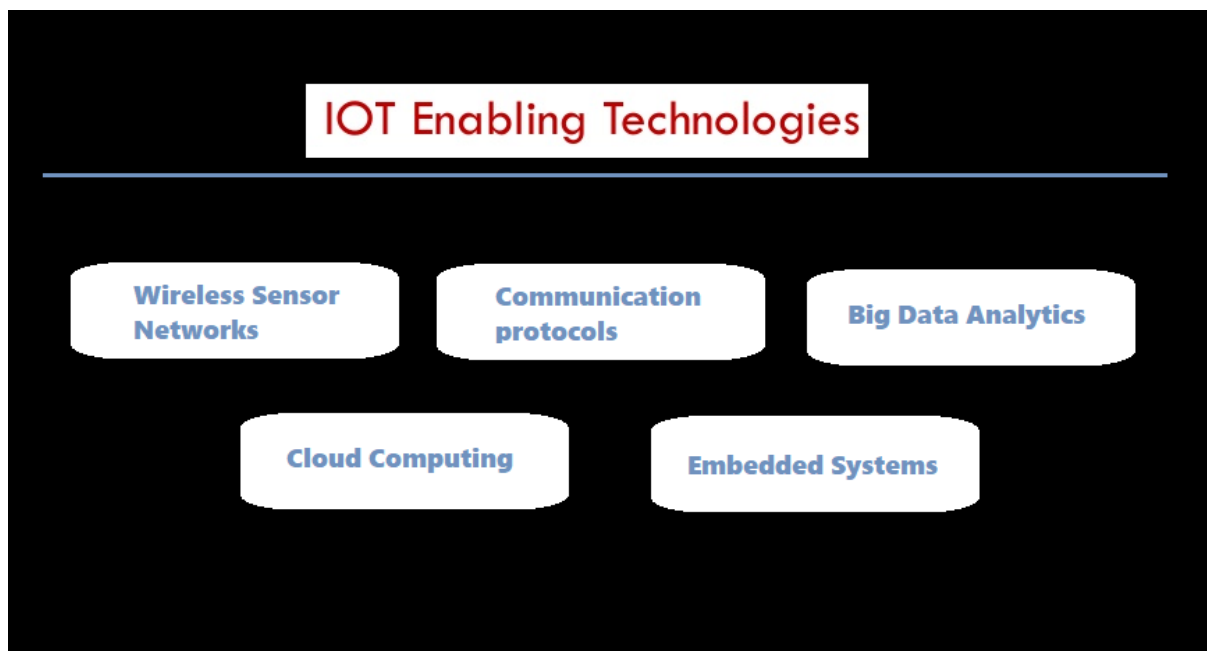 IOT Enabling Technologies
Wireless Sensor
Networks
Communication
protocols
Big Data Analytics
Cloud Computing
Embedded Systems